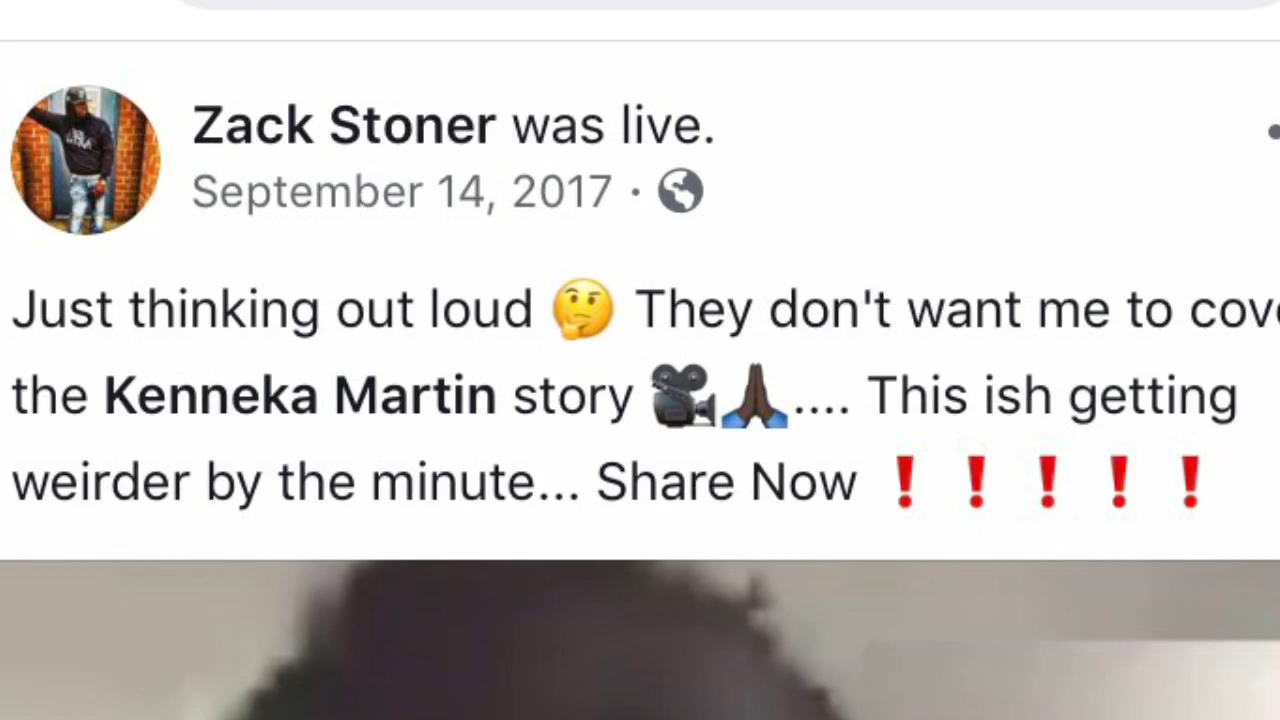 Zack Stoner was live.
September 14, 2017 ·
Just thinking out loud 🤔 They don't want me to cov
the Kenneka Martin story 🎥🙏🏿.... This ish getting
weirder by the minute... Share Now ❗❗❗❗❗